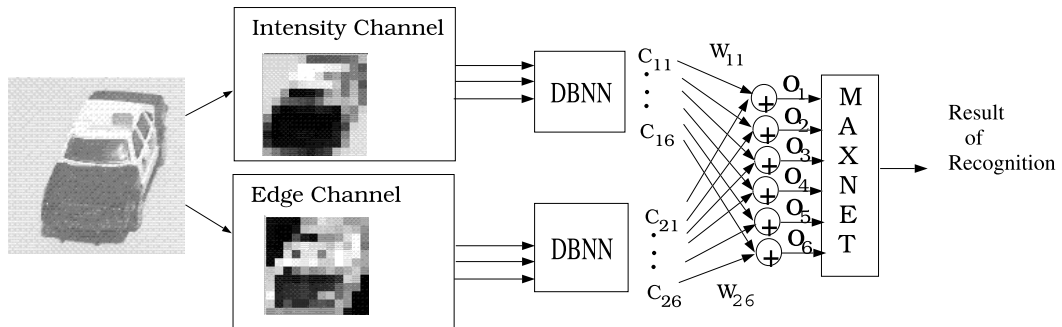 Intensity Channel
DBNN
C11
C16
W11
O1
O2
O3
O4
O5
O6
MAXNET
Result
of
Recognition
Edge Channel
DBNN
C21
C26
W26